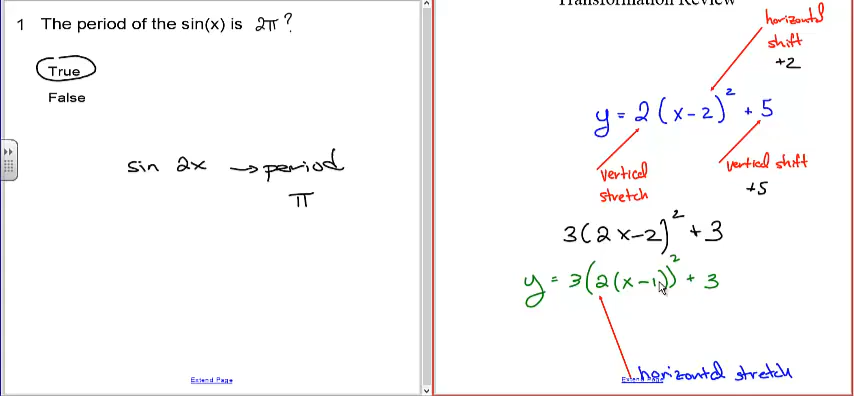 1 The period of the sin(x) is 2π?
True
False
sin 2x → period
π
Extend Page
Transformation Review
horizontal
shift
+2
y = 2(x-2)² + 5
vertical
stretch
vertical shift
+5
3(2x-2)² + 3
y = 3(2(x-1))² + 3
horizontal stretch
Extend Page